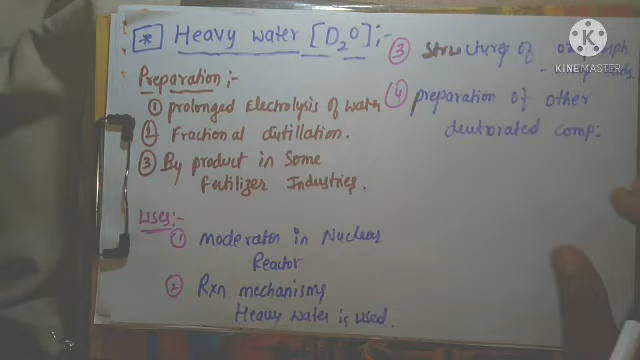 * Heavy water [D2O] :-
Preparation :-
① prolonged Electrolysis of water
② Fractional distillation.
③ By product in Some
Fertilizer Industries.
Uses:-
① moderator in Nuclear
Reactor
② Rxn mechanisms
Heavy water is used.
③ structure of
④ preparation of other
deutorated comp:
KINEMASTER